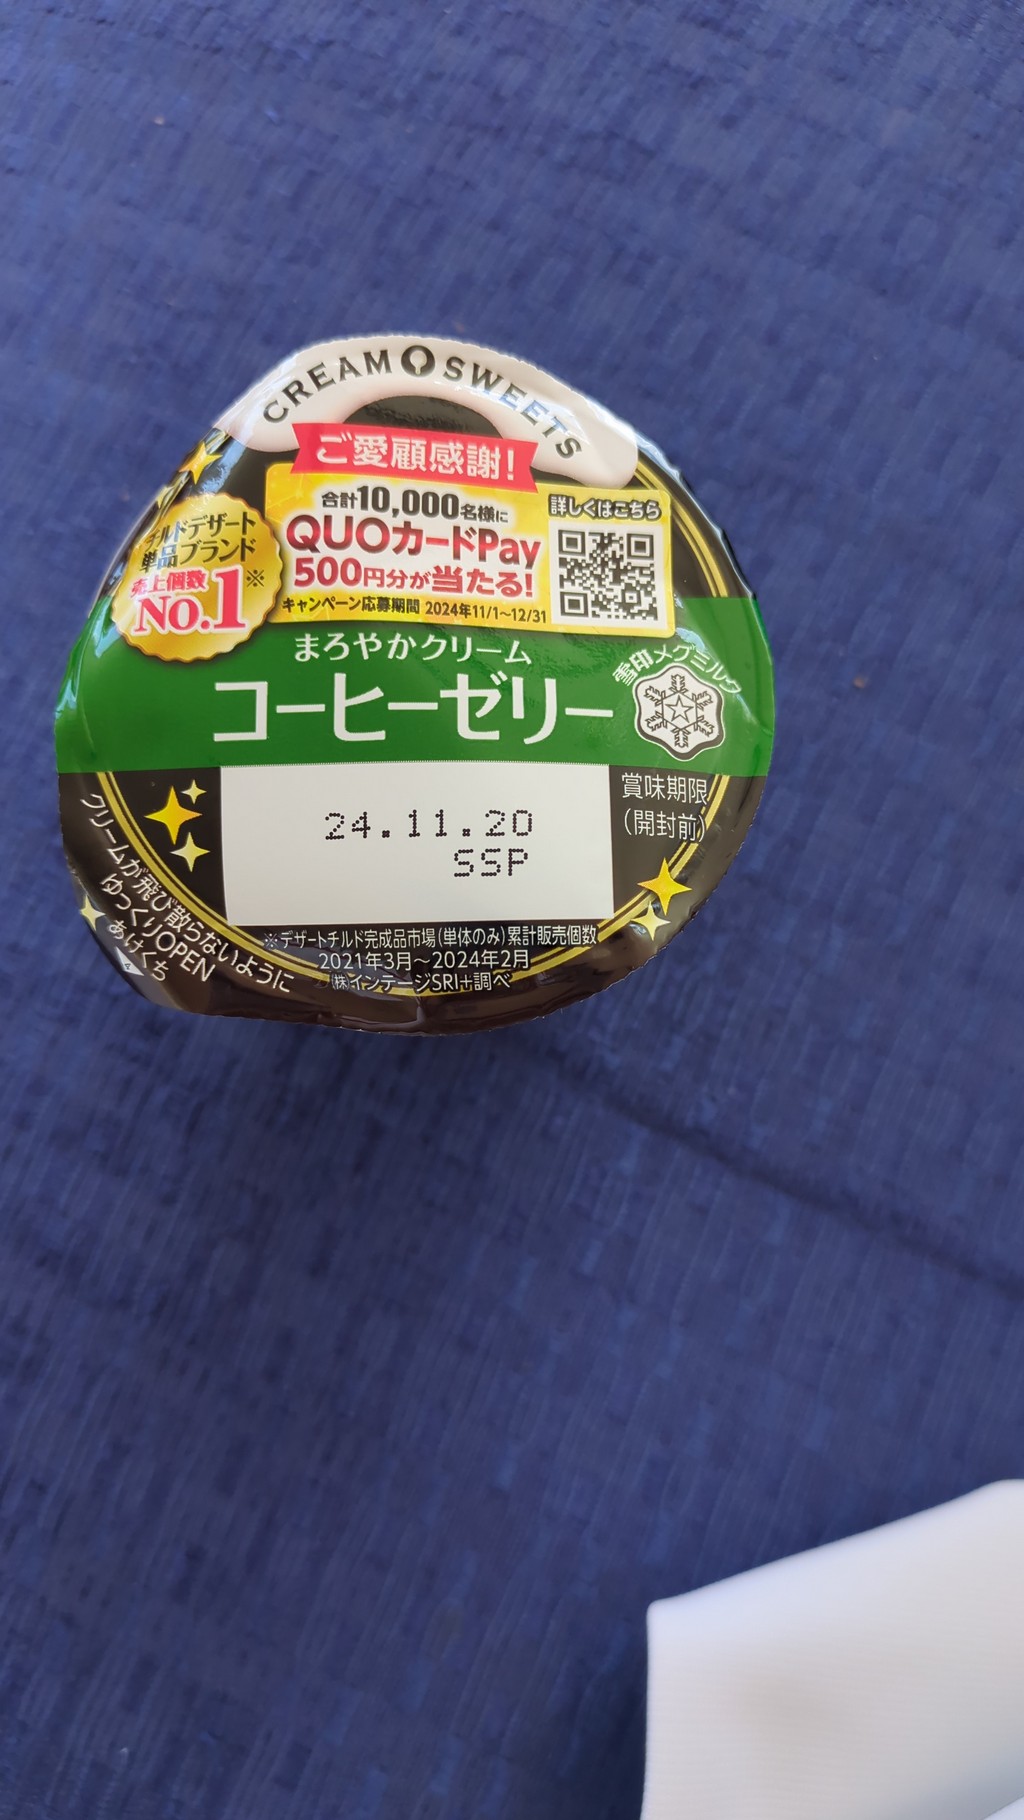 CREAM SWEETS
ご愛顧感謝!
合計10,000名様に
QUOカードPay
500円分が当たる!
キャンペーン応募期間 2024年11/1~12/31
詳しくはこちら
チルドデザート
単品ブランド
売上個数
No.1※
まろやかクリーム
コーヒーゼリー
雪印メグミルク
24.11.20
SSP
賞味期限
(開封前)
クリームが飛び散らないように
ゆっくりOPEN
あけくち
※デザートチルド完成品市場(単体のみ)累計販売個数
2021年3月~2024年2月
㈱インテージSRI+調べ